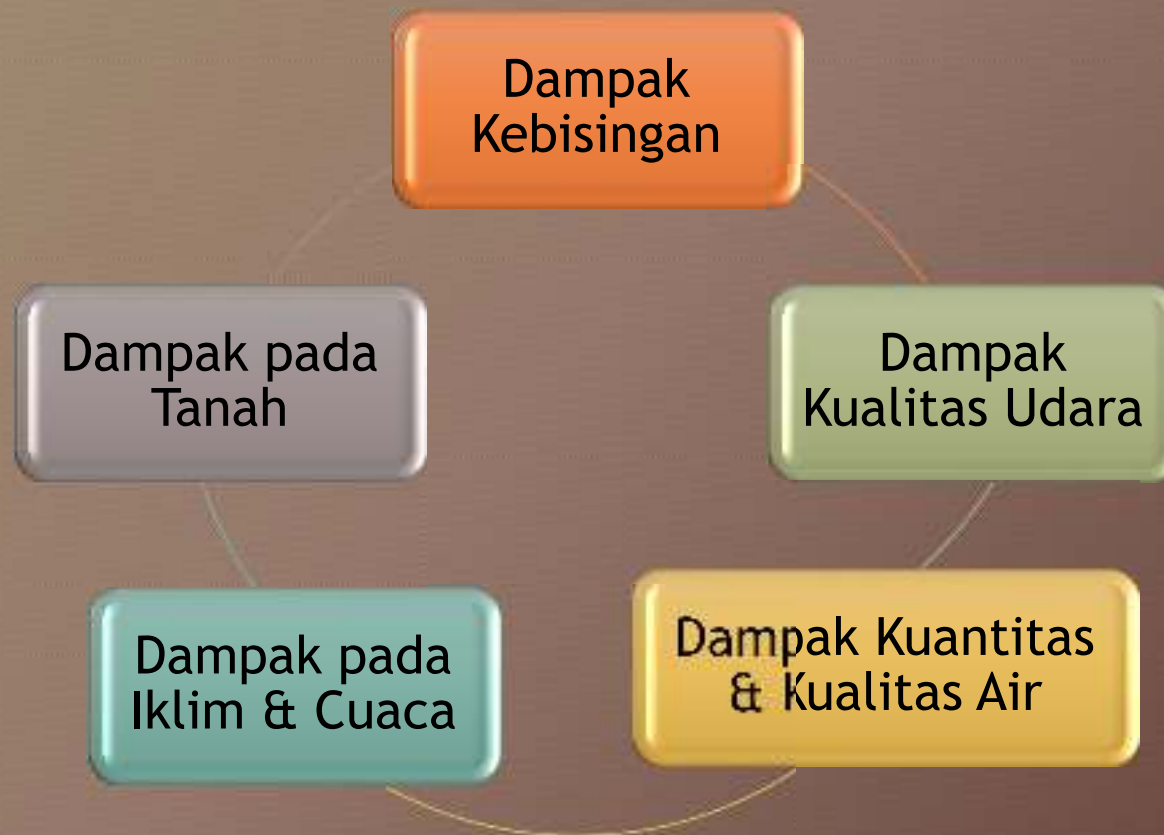 Dampak
Kebisingan
Dampak pada
Tanah
Dampak
Kualitas Udara
Dampak pada
Iklim & Cuaca
Dampak Kuantitas
& Kualitas Air